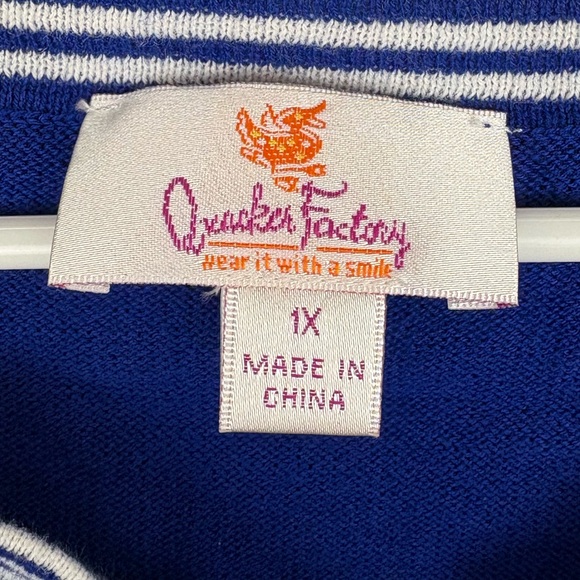 Quacker Factory
wear it with a smile
1X
MADE IN
CHINA